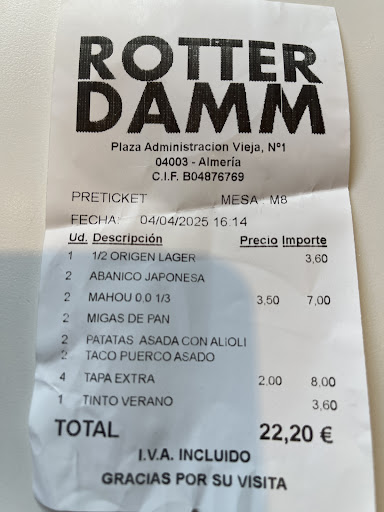 ROTTER
DAMM
Plaza Administracion Vieja, Nº1
04003 - Almería
C.I.F. B04876769
PRETICKET MESA : M8
FECHA: 04/04/2025 16:14
Ud. Descripción Precio Importe
1 1/2 ORIGEN LAGER 3,60
2 ABANICO JAPONESA
2 MAHOU 0,0 1/3 3,50 7,00
2 MIGAS DE PAN
2 PATATAS ASADA CON ALIOLI
2 TACO PUERCO ASADO
4 TAPA EXTRA 2,00 8,00
1 TINTO VERANO 3,60
TOTAL 22,20 €
I.V.A. INCLUIDO
GRACIAS POR SU VISITA